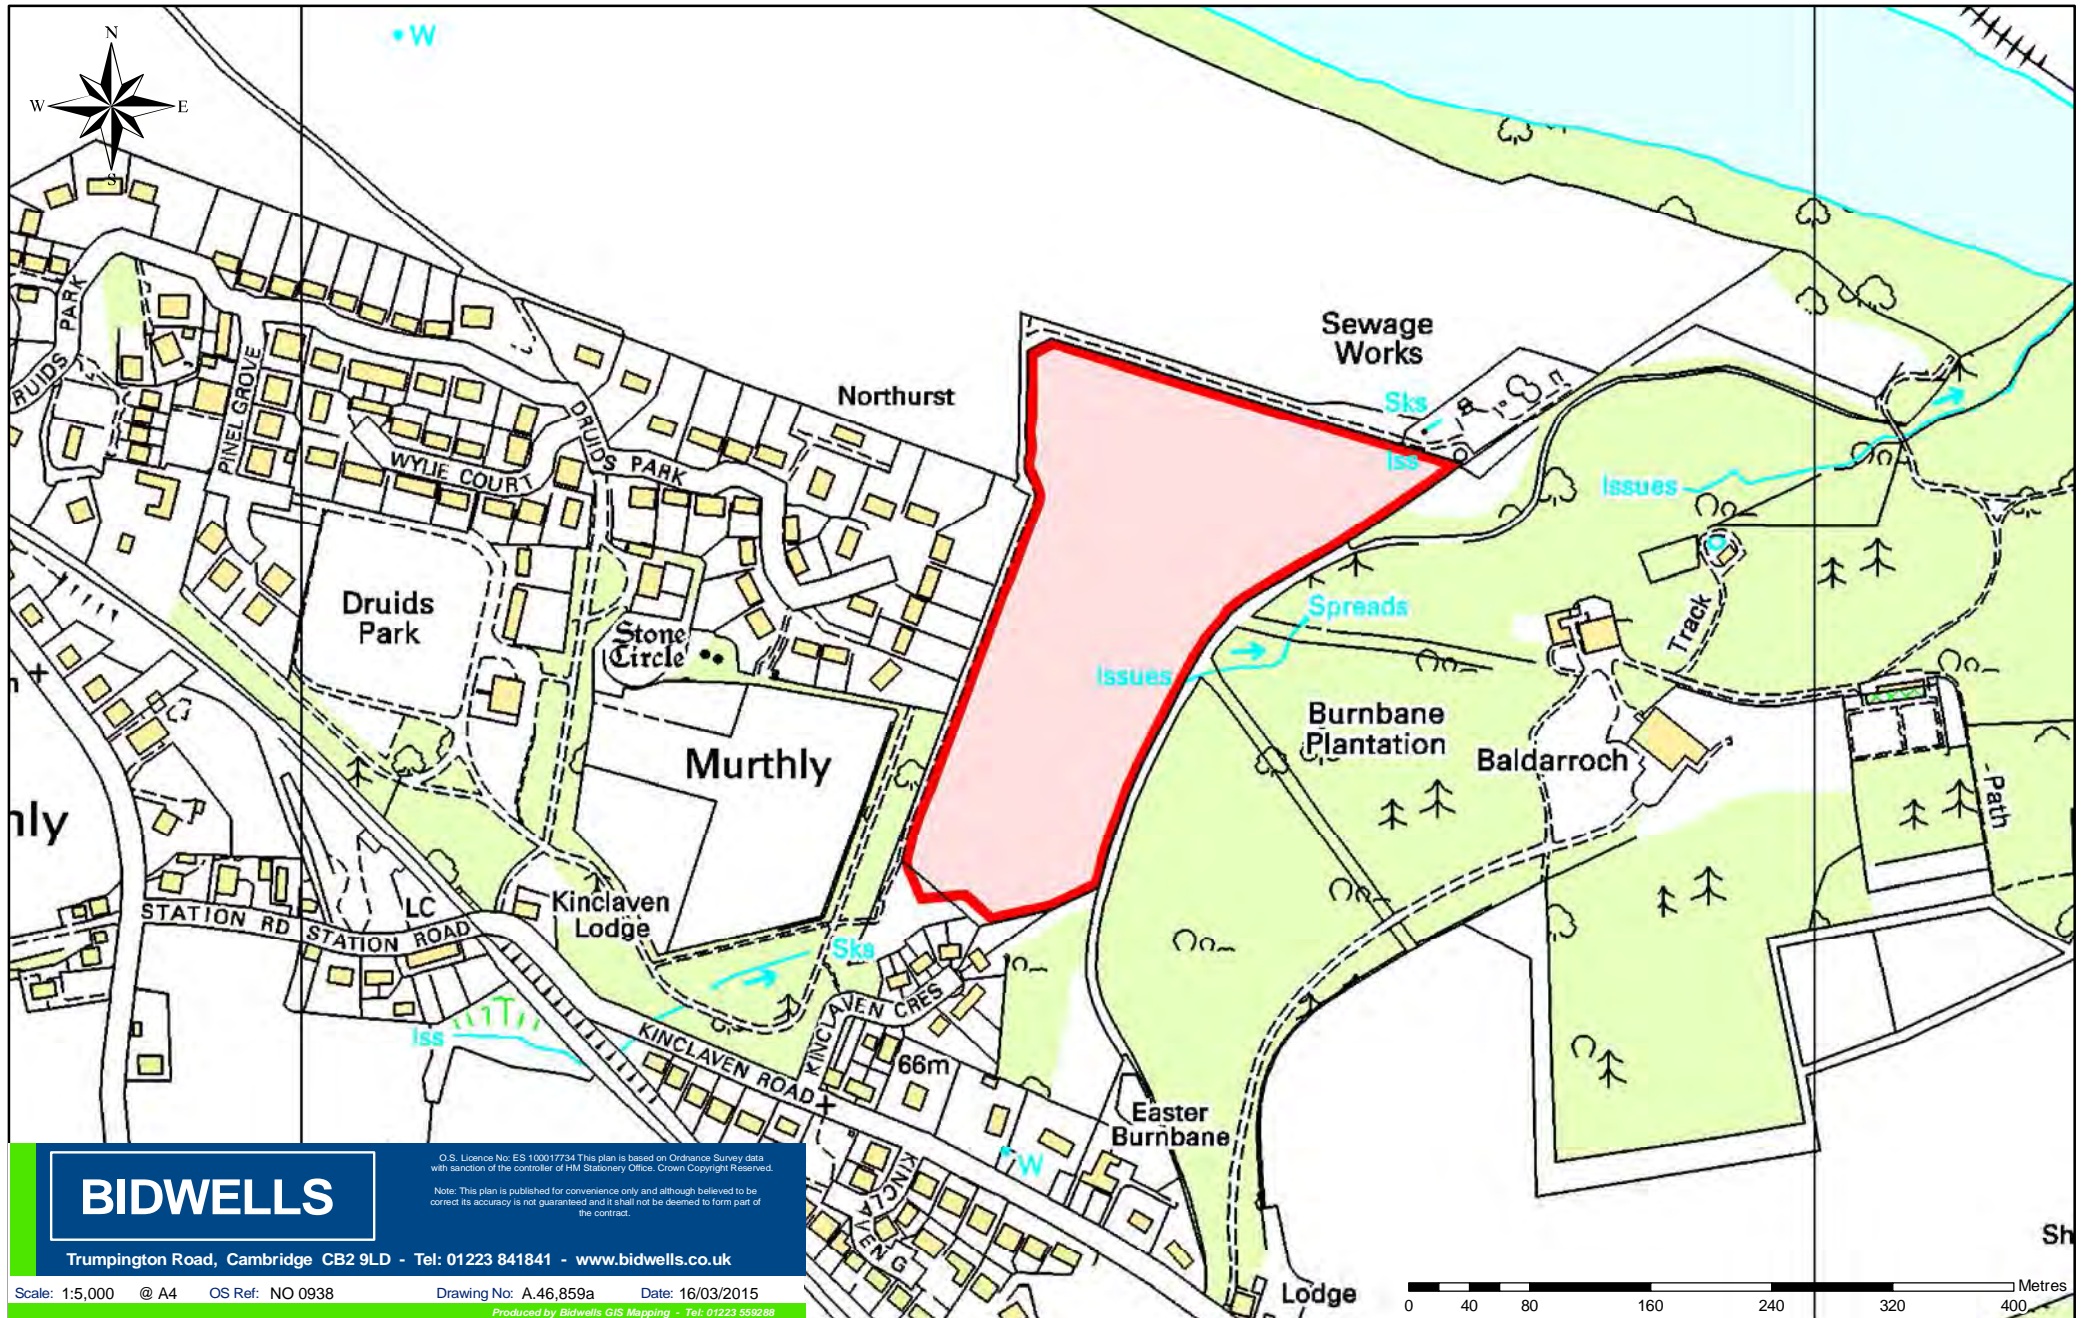 N
W
E
S
W
Sewage
Works
Northurst
Sks
Iss
Issues
DRUIDS PARK
PINELGROVE
WYLIE COURT
RUIDS PARK
Druids
Park
Stone
Circle
Spreads
Issues
Track
Burnbane
Plantation
Baldarroch
Murthly
Path
nly
STATION RD
STATION ROAD
LC
Kinclaven
Lodge
Sks
KINCLAVEN CRES
Iss
KINCLAVEN ROAD
66m
Easter
Burnbane
W
KINCLAVEN G
Lodge
Sh
BIDWELLS
O.S. Licence No: ES 100017734 This plan is based on Ordnance Survey data
with sanction of the controller of HM Stationery Office. Crown Copyright Reserved.
Note: This plan is published for convenience only and although believed to be
correct its accuracy is not guaranteed and it shall not be deemed to form part of
the contract.
Trumpington Road, Cambridge CB2 9LD - Tel: 01223 841841 - www.bidwells.co.uk
Scale: 1:5,000 @ A4 OS Ref: NO 0938 Drawing No: A.46,859a Date: 16/03/2015
Produced by Bidwells GIS Mapping - Tel: 01223 559288
Metres
0 40 80 160 240 320 400